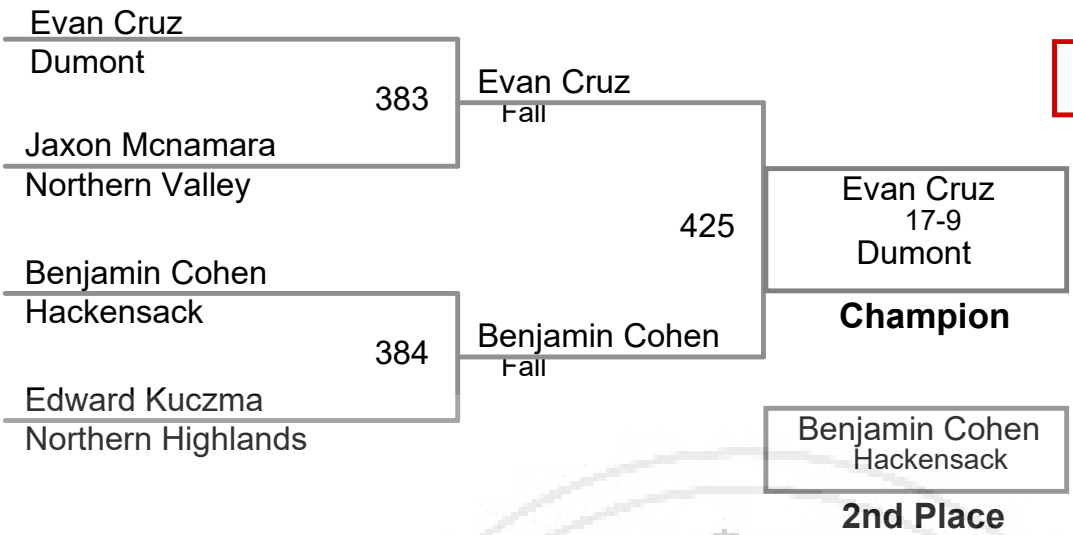 Evan Cruz
Dumont
383
Jaxon Mcnamara
Northern Valley
Evan Cruz
Fall
Benjamin Cohen
Hackensack
384
Edward Kuczma
Northern Highlands
Benjamin Cohen
Fall
425
Evan Cruz
17-9
Dumont
Champion
Benjamin Cohen
Hackensack
2nd Place